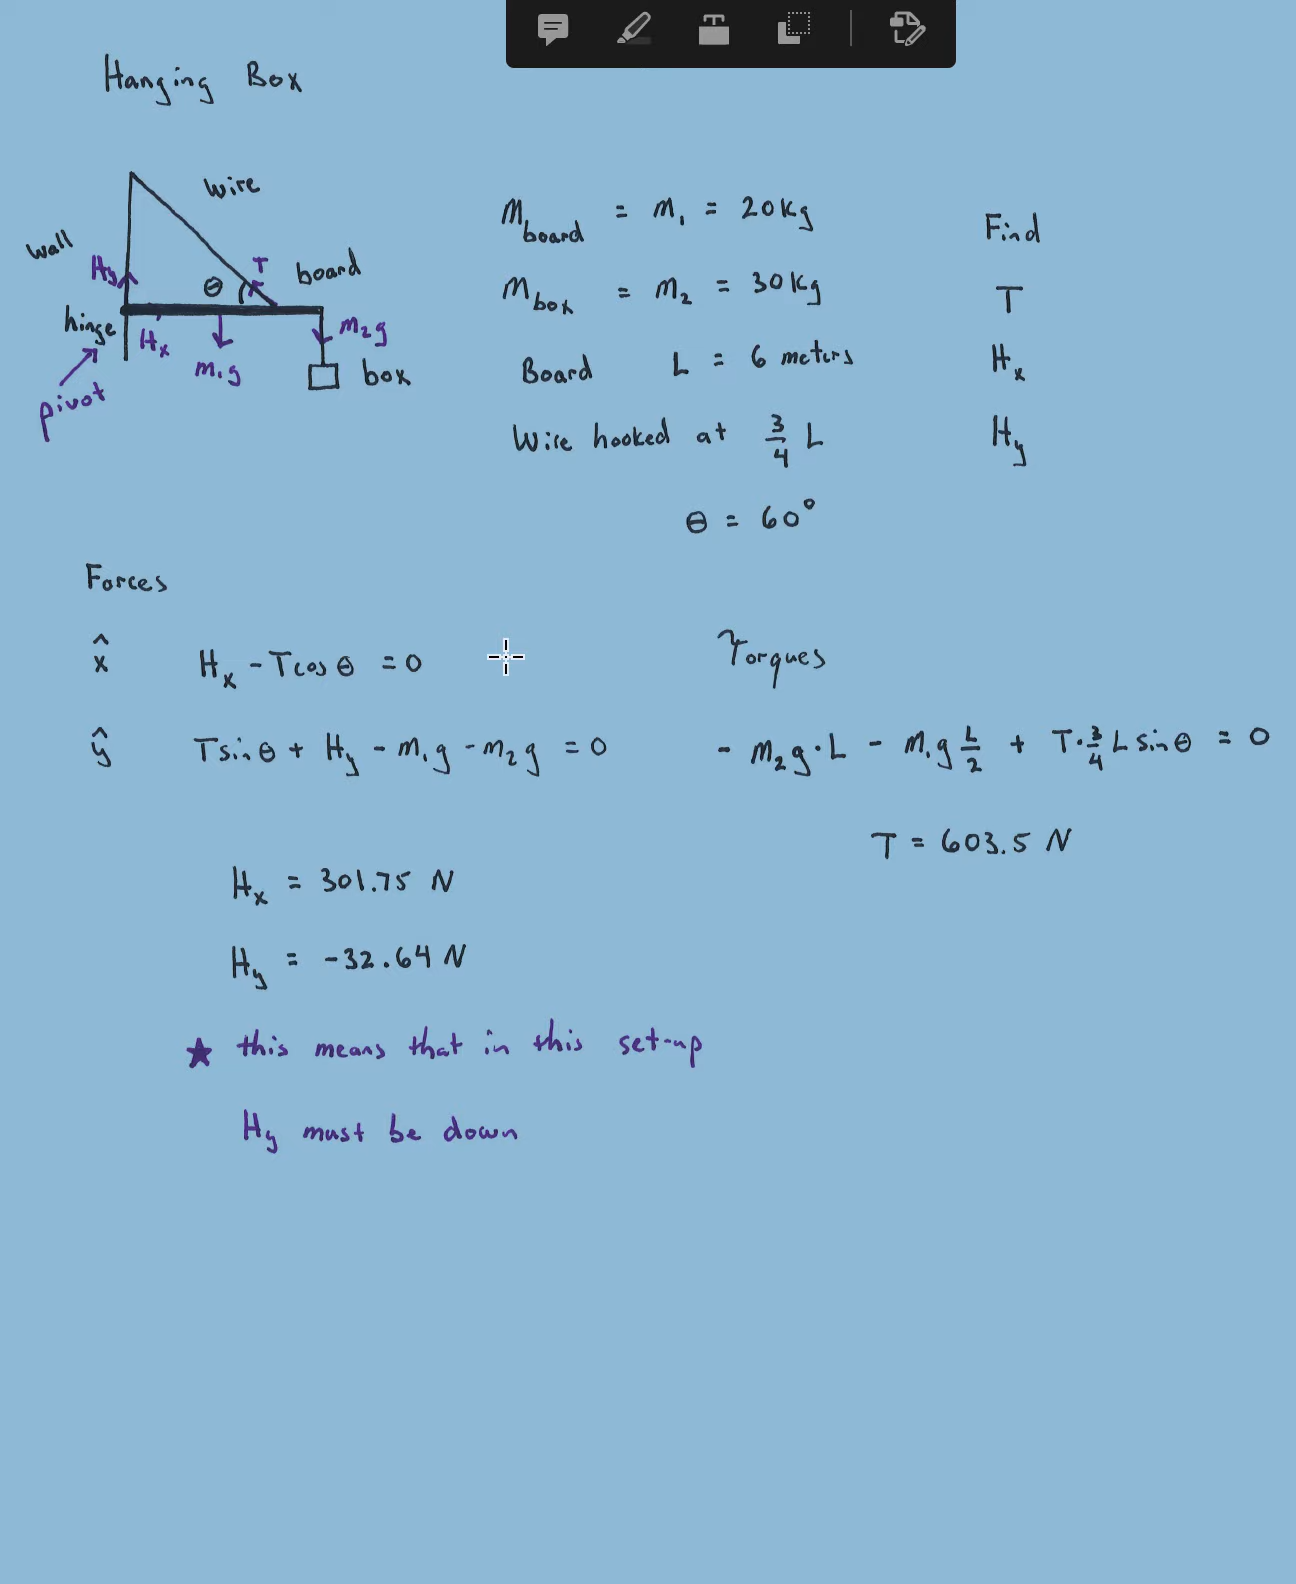 Hanging Box
wire
wall
Hy
θ
T
board
hinge
Hx
m₁g
m₂g
box
pivot
Mboard = m₁ = 20kg
Mbox = m₂ = 30kg
Board L = 6 meters
Wire hooked at 3/4 L
θ = 60°
Find
T
Hx
Hy
Forces
x̂ Hx - Tcosθ = 0
ŷ Tsinθ + Hy - m₁g - m₂g = 0
Torques
- m₂g·L - m₁g L/2 + T·3/4 L sinθ = 0
T = 603.5 N
Hx = 301.75 N
Hy = -32.64 N
★ this means that in this set-up
Hy must be down